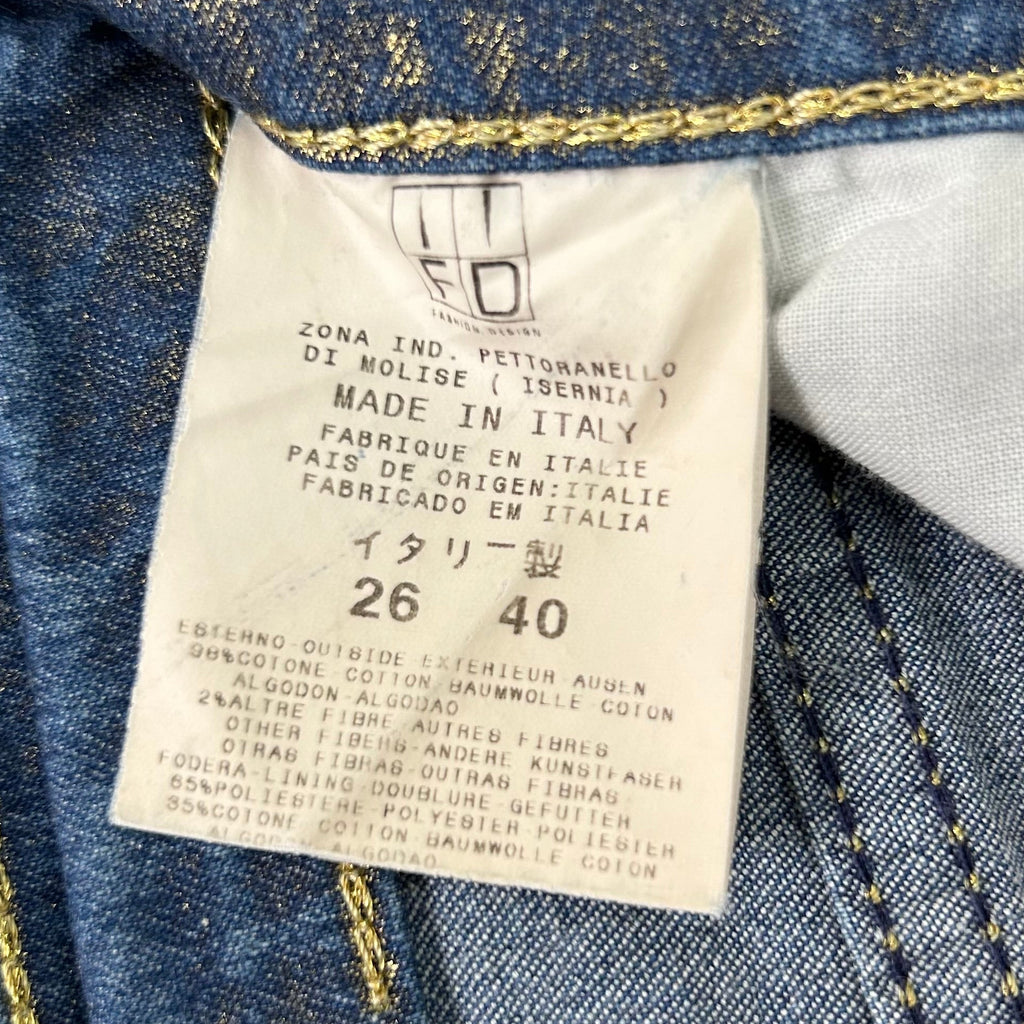 I I
F D
FASHION DESIGN
ZONA IND. PETTORANELLO
DI MOLISE ( ISERNIA )
MADE IN ITALY
FABRIQUE EN ITALIE
PAIS DE ORIGEN:ITALIE
FABRICADO EM ITALIA
イタリー製
26 40
ESTERNO-OUTSIDE EXTERIEUR AUSEN
98%COTONE-COTTON BAUMWOLLE COTON
ALGODON-ALGODAO
2%ALTRE FIBRE AUTRES FIBRES
OTHER FIBERS-ANDERE KUNSTFASER
OTRAS FIBRAS-OUTRAS FIBRAS
FODERA-LINING-DOUBLURE-GEFUTTER
65%POLIESTERE-POLYESTER-POLIESTER
35%COTONE COTTON-BAUMWOLLE COTON
ALGODON-ALGODAO